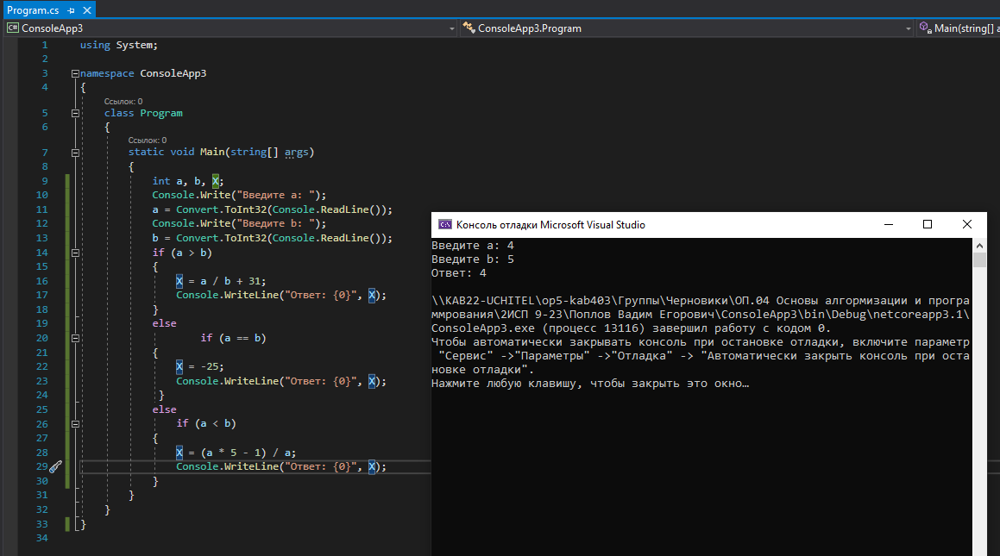 Program.cs
ConsoleApp3
ConsoleApp3.Program
Main(string[] a
1 using System;
2
3 namespace ConsoleApp3
4 {
Ссылок: 0
5 class Program
6 {
Ссылок: 0
7 static void Main(string[] args)
8 {
9 int a, b, X;
10 Console.Write("Введите a: ");
11 a = Convert.ToInt32(Console.ReadLine());
12 Console.Write("Введите b: ");
13 b = Convert.ToInt32(Console.ReadLine());
14 if (a > b)
15 {
16 X = a / b + 31;
17 Console.WriteLine("Ответ: {0}", X);
18 }
19 else
20 if (a == b)
21 {
22 X = -25;
23 Console.WriteLine("Ответ: {0}", X);
24 }
25 else
26 if (a < b)
27 {
28 X = (a * 5 - 1) / a;
29 Console.WriteLine("Ответ: {0}", X);
30 }
31 }
32 }
33 }
34
Консоль отладки Microsoft Visual Studio
Введите a: 4
Введите b: 5
Ответ: 4
\\KAB22-UCHITEL\op5-kab403\Группы\Черновики\ОП.04 Основы алгормизации и програ
ммрования\2ИСП 9-23\Поплов Вадим Егорович\ConsoleApp3\bin\Debug\netcoreapp3.1\
ConsoleApp3.exe (процесс 13116) завершил работу с кодом 0.
Чтобы автоматически закрывать консоль при остановке отладки, включите параметр
"Сервис" ->"Параметры" ->"Отладка" -> "Автоматически закрыть консоль при оста
новке отладки".
Нажмите любую клавишу, чтобы закрыть это окно…